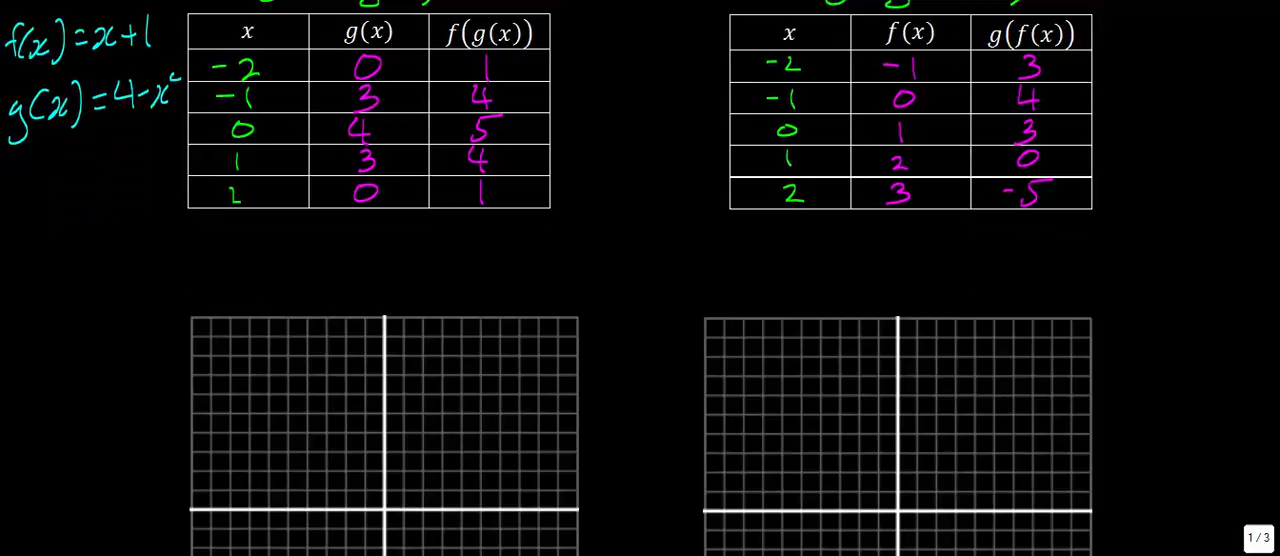 f(x) = x+1
g(x) = 4-x²
x g(x) f(g(x))
-2 0 1
-1 3 4
0 4 5
1 3 4
2 0 1
x f(x) g(f(x))
-2 -1 3
-1 0 4
0 1 3
1 2 0
2 3 -5
1 / 3